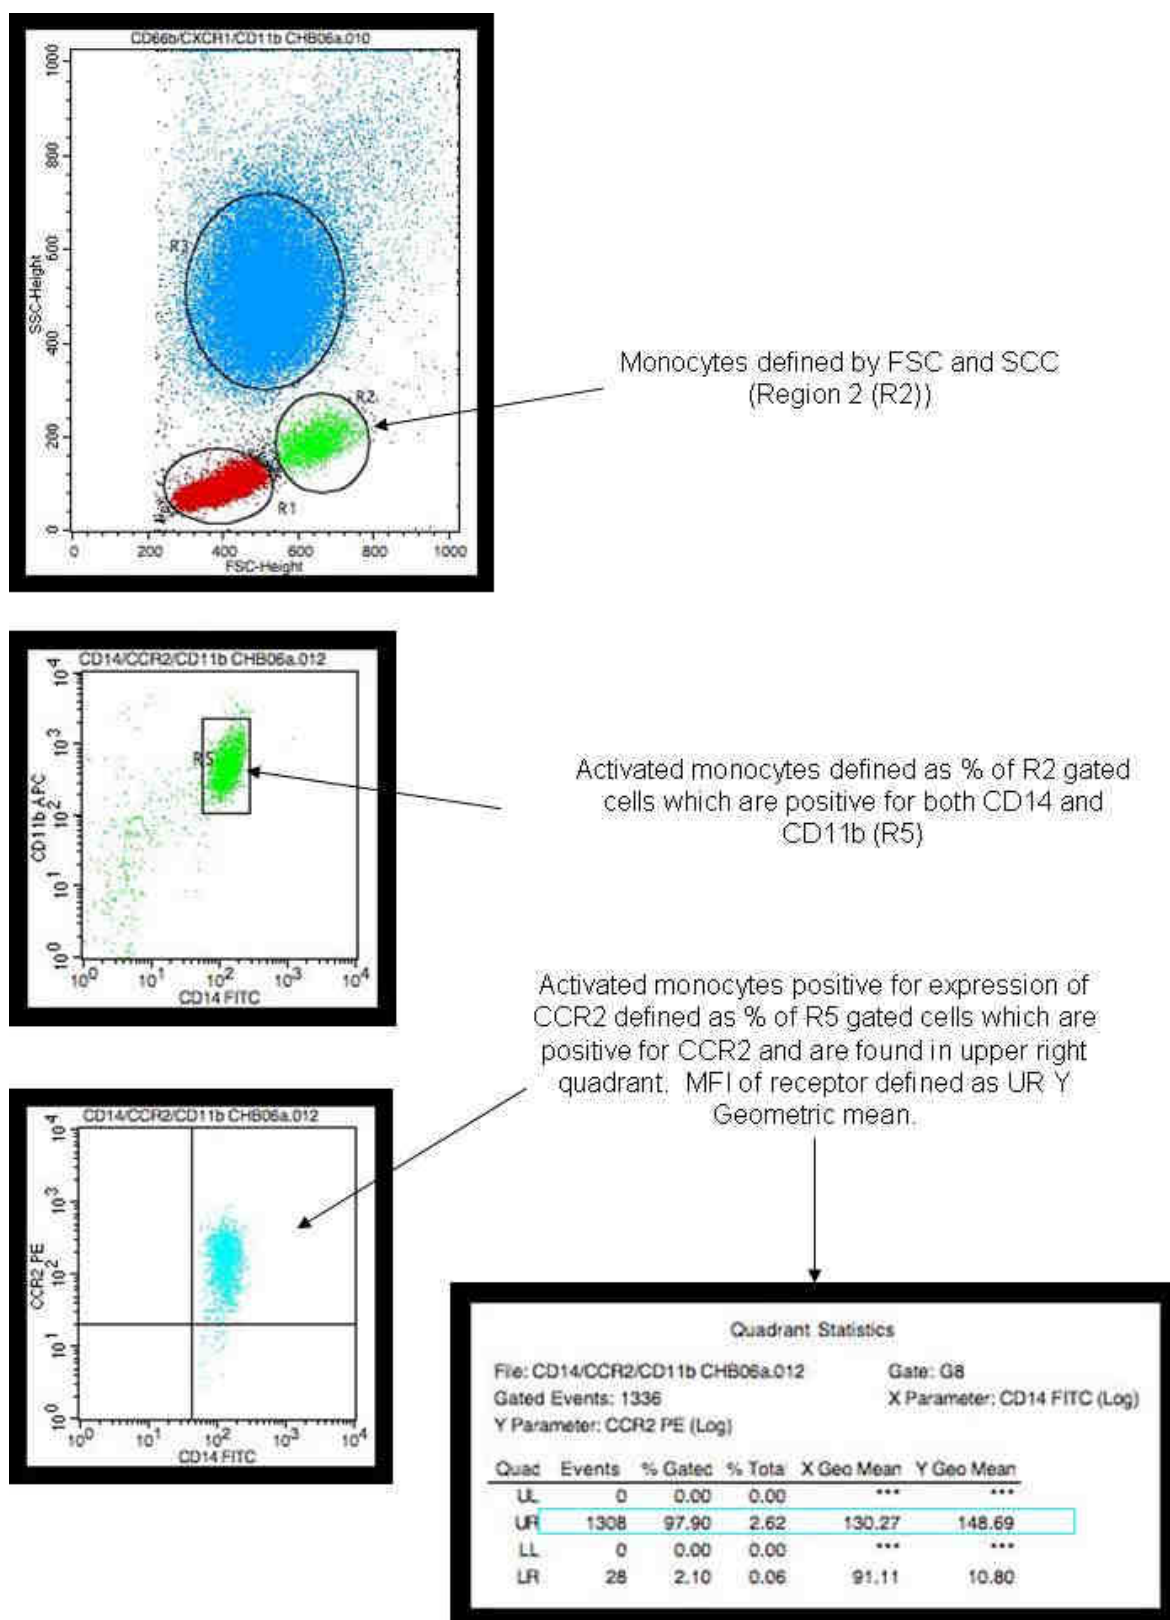 CD66b/CXCR1/CD11b CHB06a.010
1000
800
600
400
200
0
SSC-Height
R3
R2
R1
0 200 400 600 800 1000
FSC-Height
Monocytes defined by FSC and SCC
(Region 2 (R2))
CD14/CCR2/CD11b CHB06a.012
10^4
10^3
10^2
10^1
10^0
CD11b APC
R5
10^0 10^1 10^2 10^3 10^4
CD14 FITC
Activated monocytes defined as % of R2 gated
cells which are positive for both CD14 and
CD11b (R5)
Activated monocytes positive for expression of
CCR2 defined as % of R5 gated cells which are
positive for CCR2 and are found in upper right
quadrant. MFI of receptor defined as UR Y
Geometric mean.
CD14/CCR2/CD11b CHB06a.012
10^4
10^3
10^2
10^1
10^0
CCR2 PE
10^0 10^1 10^2 10^3 10^4
CD14 FITC
Quadrant Statistics
File: CD14/CCR2/CD11b CHB06a.012 Gate: G8
Gated Events: 1336 X Parameter: CD14 FITC (Log)
Y Parameter: CCR2 PE (Log)
Quad Events % Gated % Total X Geo Mean Y Geo Mean
UL 0 0.00 0.00 *** ***
UR 1308 97.90 2.62 130.27 148.69
LL 0 0.00 0.00 *** ***
LR 28 2.10 0.06 91.11 10.80